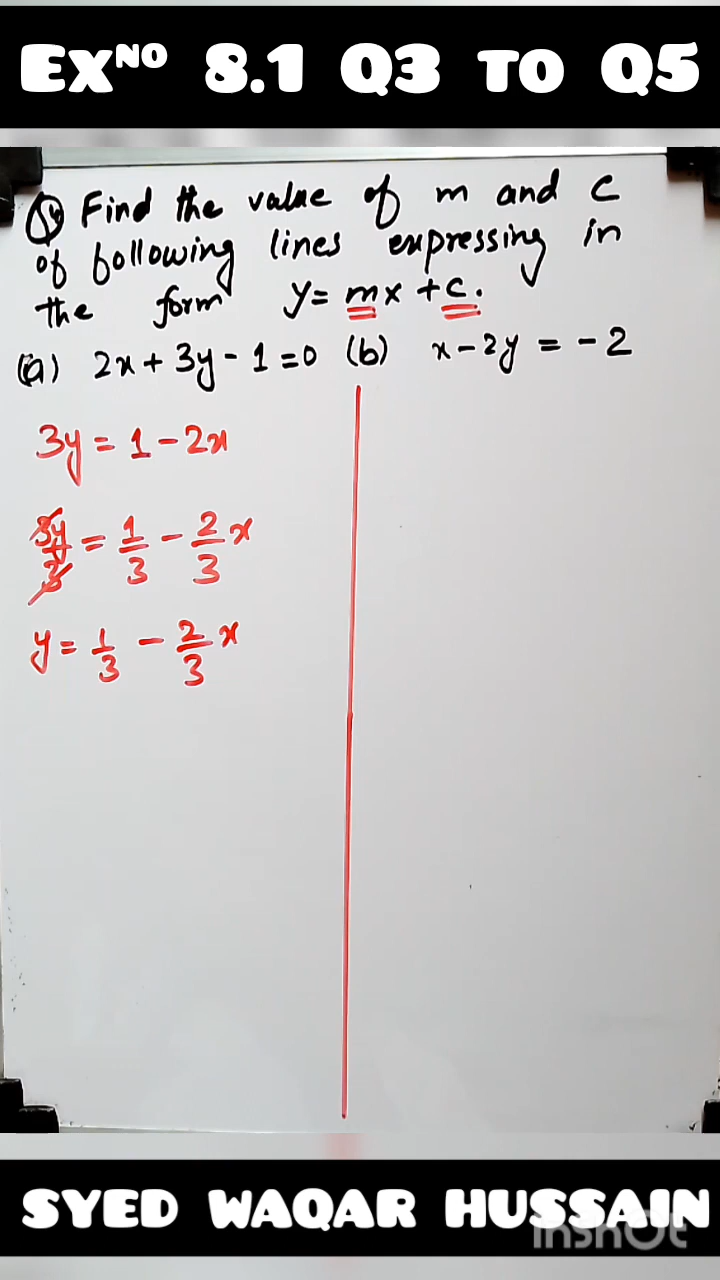 EXᴺᴼ 8.1 Q3 TO Q5
Q4 Find the value of m and c
of following lines expressing in
the form y = mx + c.
(a) 2x + 3y - 1 = 0 (b) x - 2y = -2
3y = 1 - 2x
3y/3 = 1/3 - 2/3 x
y = 1/3 - 2/3 x
SYED WAQAR HUSSAIN
InShOt